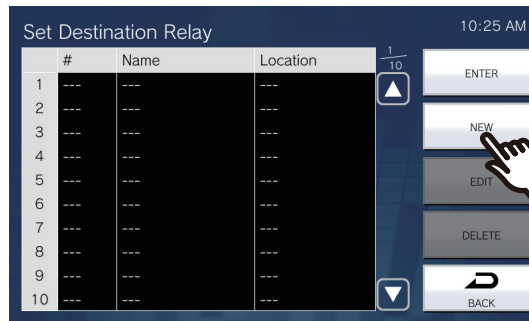 Set Destination Relay 10:25 AM
# Name Location 1/10
1 --- --- ---
2 --- --- ---
3 --- --- ---
4 --- --- ---
5 --- --- ---
6 --- --- ---
7 --- --- ---
8 --- --- ---
9 --- --- ---
10 --- --- ---
ENTER
NEW
EDIT
DELETE
BACK